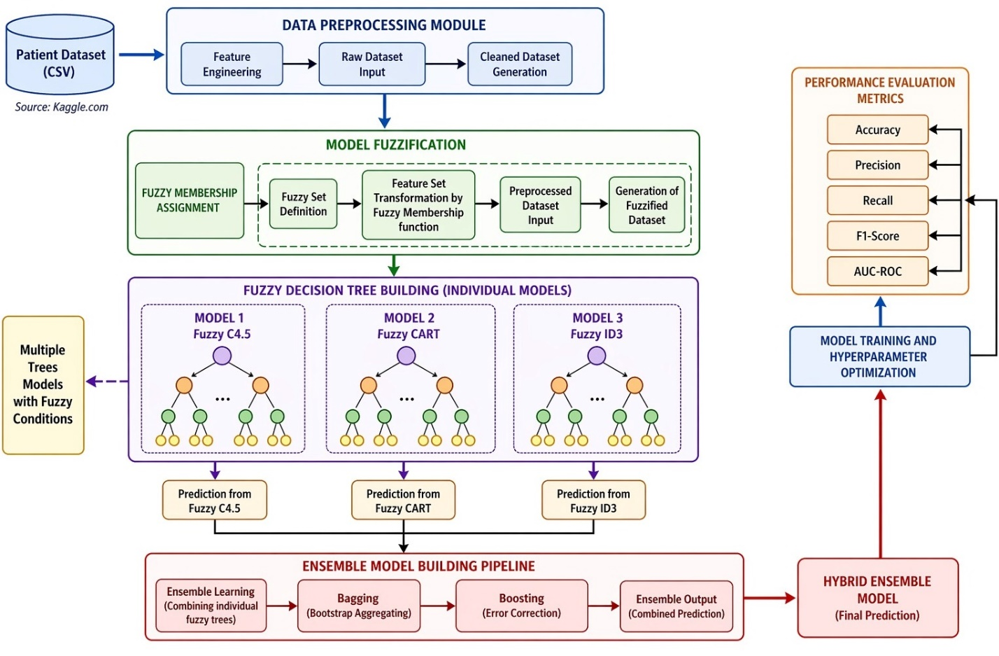 Patient Dataset
(CSV)
Source: Kaggle.com
DATA PREPROCESSING MODULE
Feature
Engineering
Raw Dataset
Input
Cleaned Dataset
Generation
MODEL FUZZIFICATION
FUZZY MEMBERSHIP
ASSIGNMENT
Fuzzy Set
Definition
Feature Set
Transformation by
Fuzzy Membership
function
Preprocessed
Dataset
Input
Generation of
Fuzzified
Dataset
FUZZY DECISION TREE BUILDING (INDIVIDUAL MODELS)
MODEL 1
Fuzzy C4.5
...
MODEL 2
Fuzzy CART
...
MODEL 3
Fuzzy ID3
...
Multiple
Trees
Models
with Fuzzy
Conditions
Prediction from
Fuzzy C4.5
Prediction from
Fuzzy CART
Prediction from
Fuzzy ID3
ENSEMBLE MODEL BUILDING PIPELINE
Ensemble Learning
(Combining individual
fuzzy trees)
Bagging
(Bootstrap Aggregating)
Boosting
(Error Correction)
Ensemble Output
(Combined Prediction)
HYBRID ENSEMBLE
MODEL
(Final Prediction)
MODEL TRAINING AND
HYPERPARAMETER
OPTIMIZATION
PERFORMANCE EVALUATION
METRICS
Accuracy
Precision
Recall
F1-Score
AUC-ROC